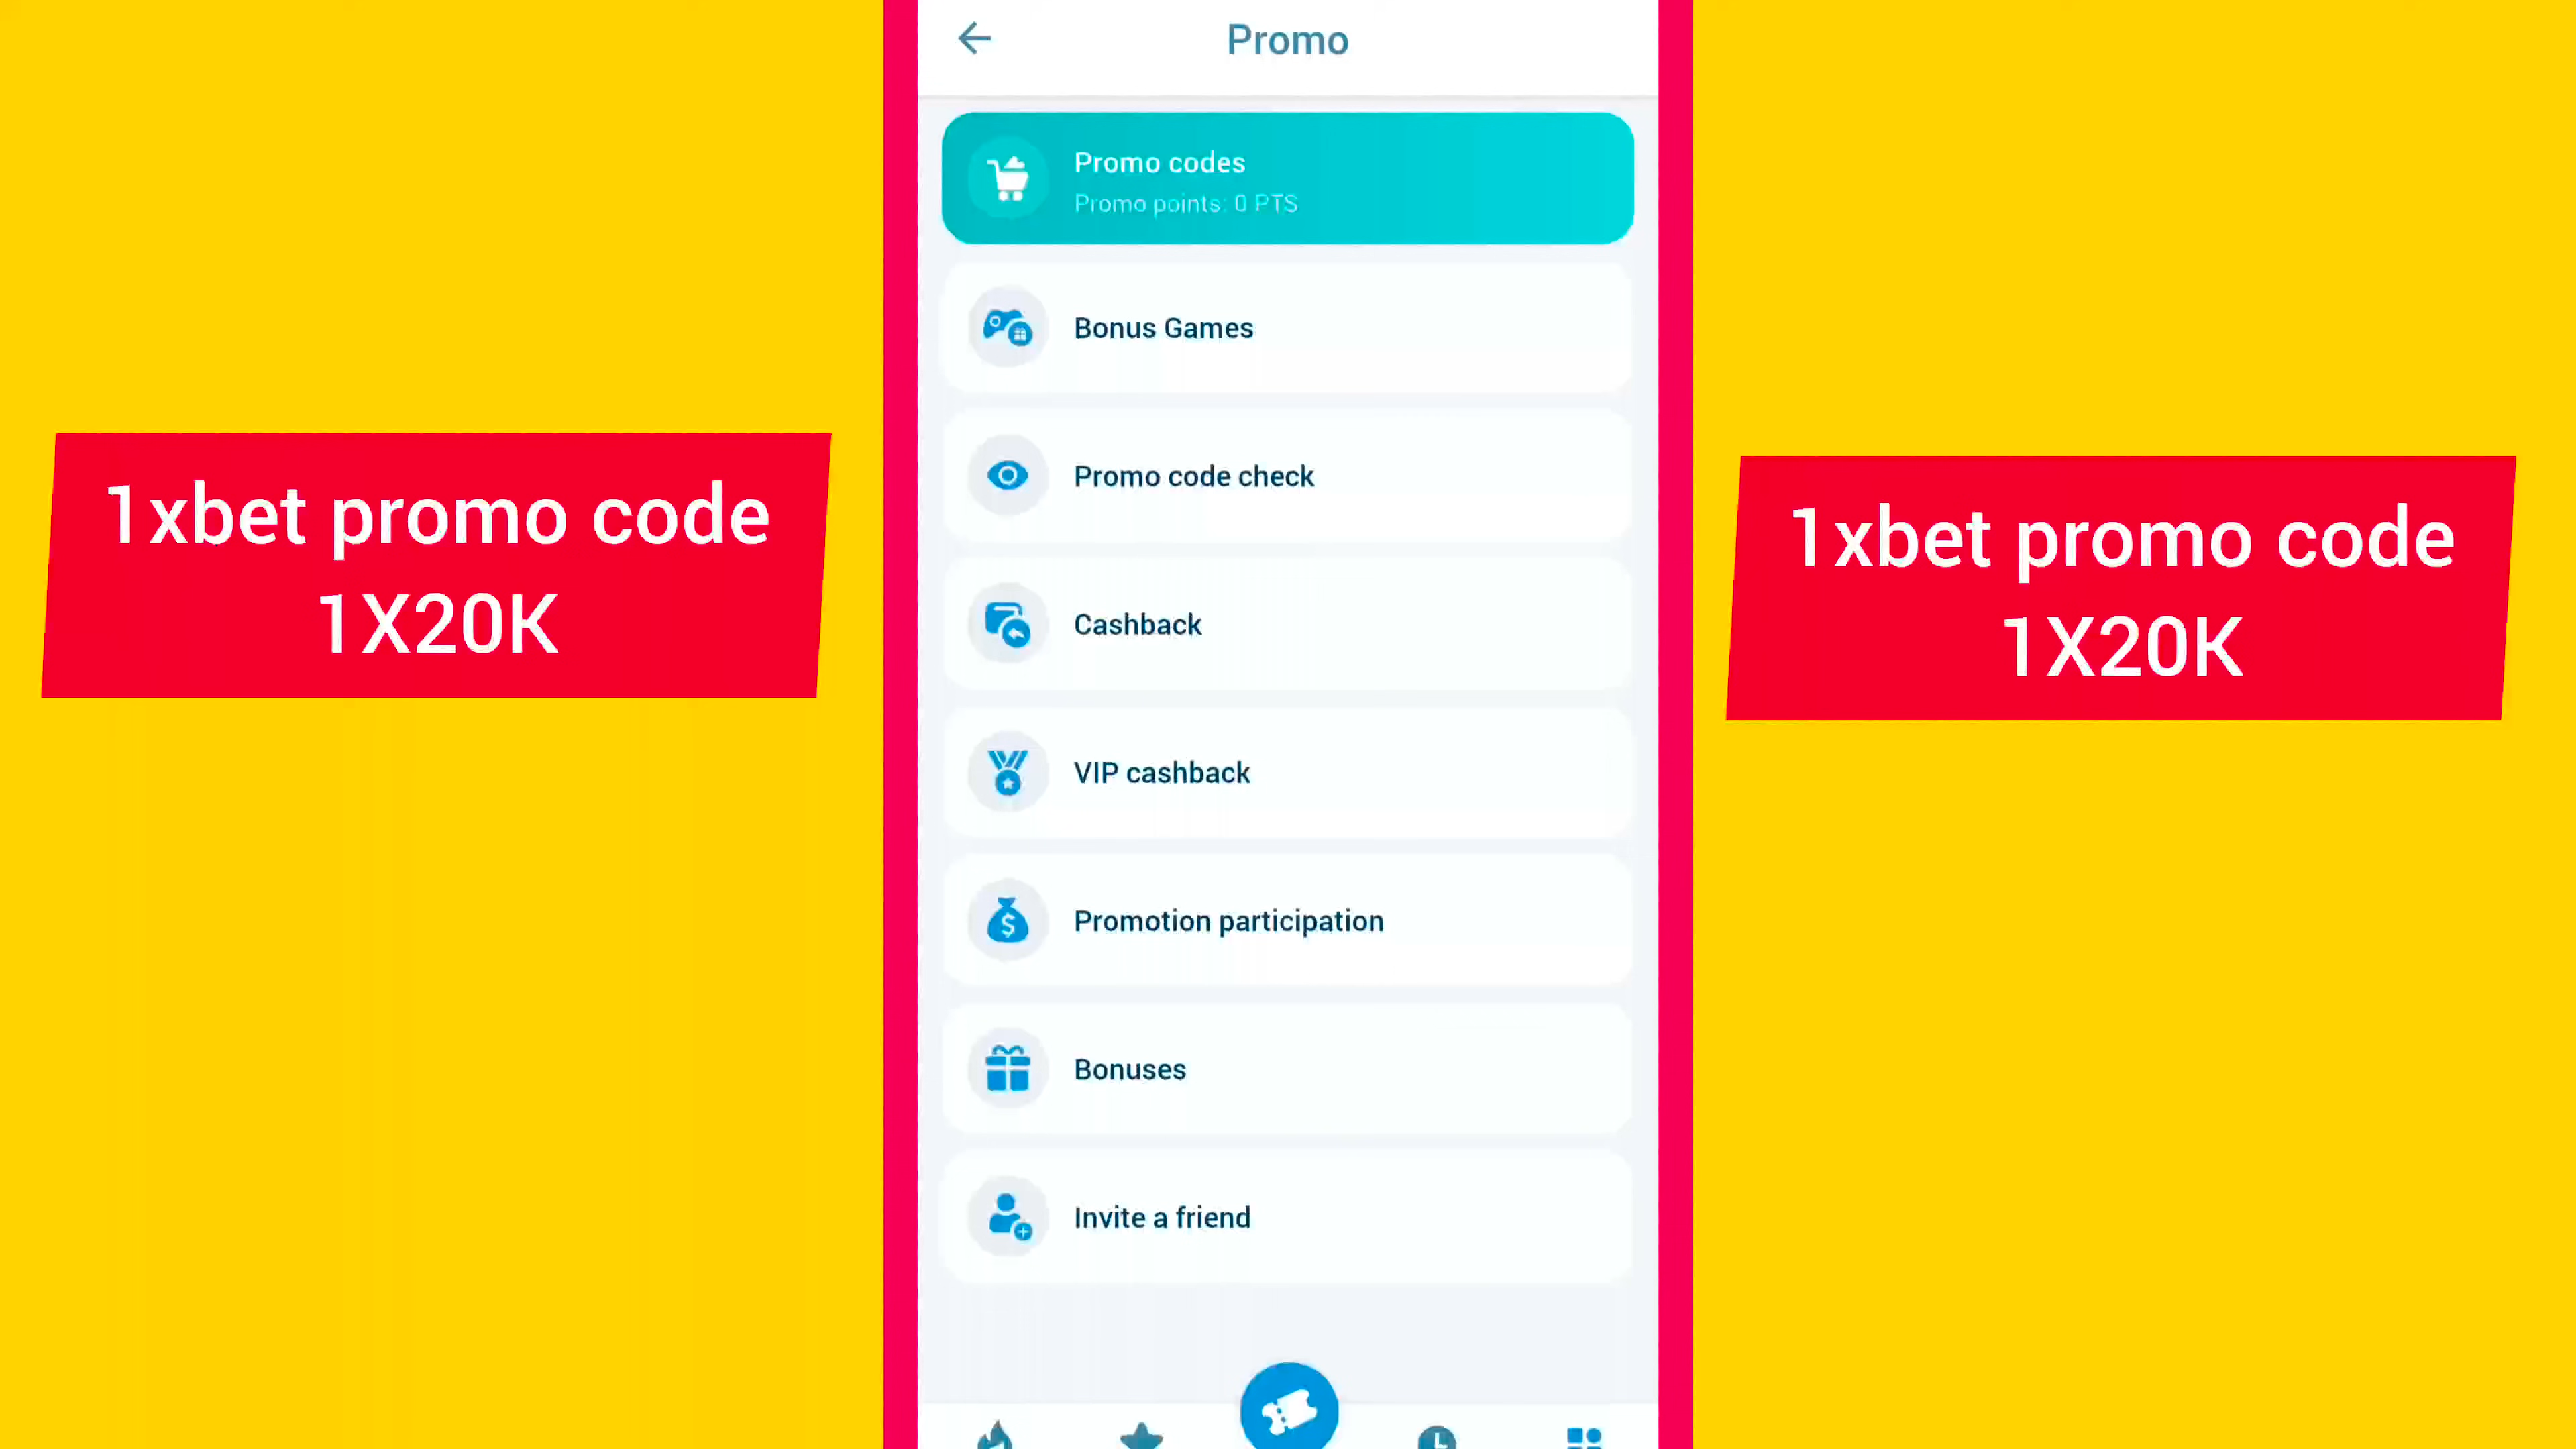 Promo
Promo codes
Promo points: 0 PTS
Bonus Games
Promo code check
Cashback
VIP cashback
Promotion participation
Bonuses
Invite a friend
1xbet promo code
1X20K
1xbet promo code
1X20K